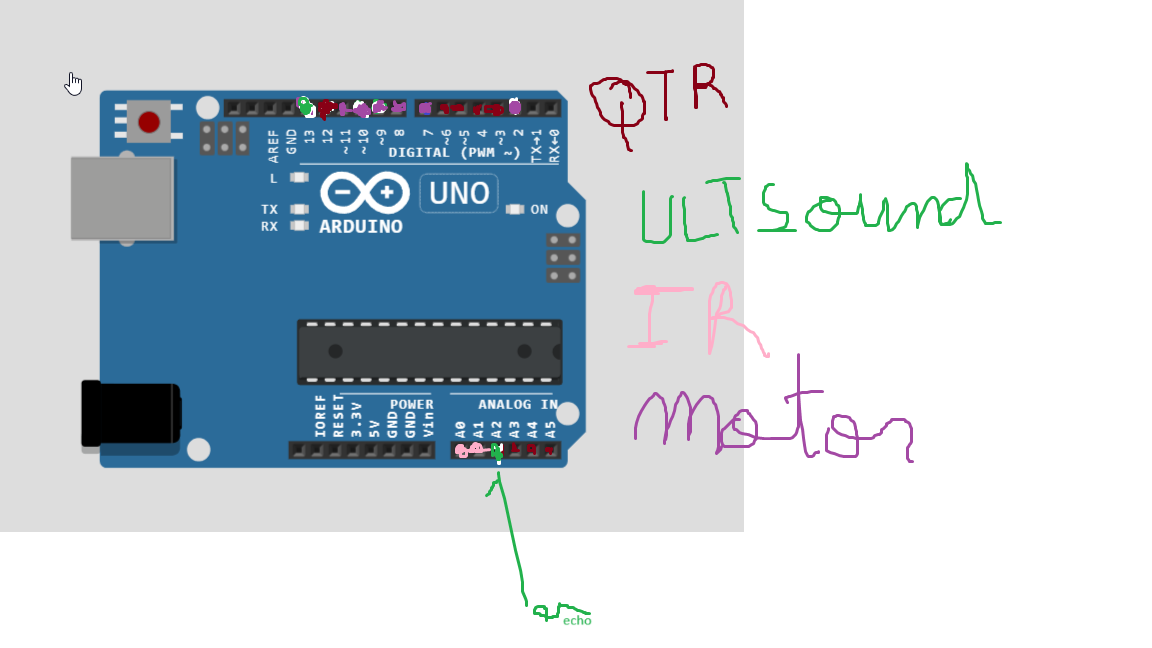 QTR
ULTSound
IR
motor
AREF
GND
13
12
~11
~10
~9
8
7
~6
~5
4
~3
2
TX→1
RX←0
DIGITAL (PWM ~)
L
TX
RX
UNO
ON
ARDUINO
POWER
ANALOG IN
IOREF
RESET
3.3V
5V
GND
GND
Vin
A0
A1
A2
A3
A4
A5
echo